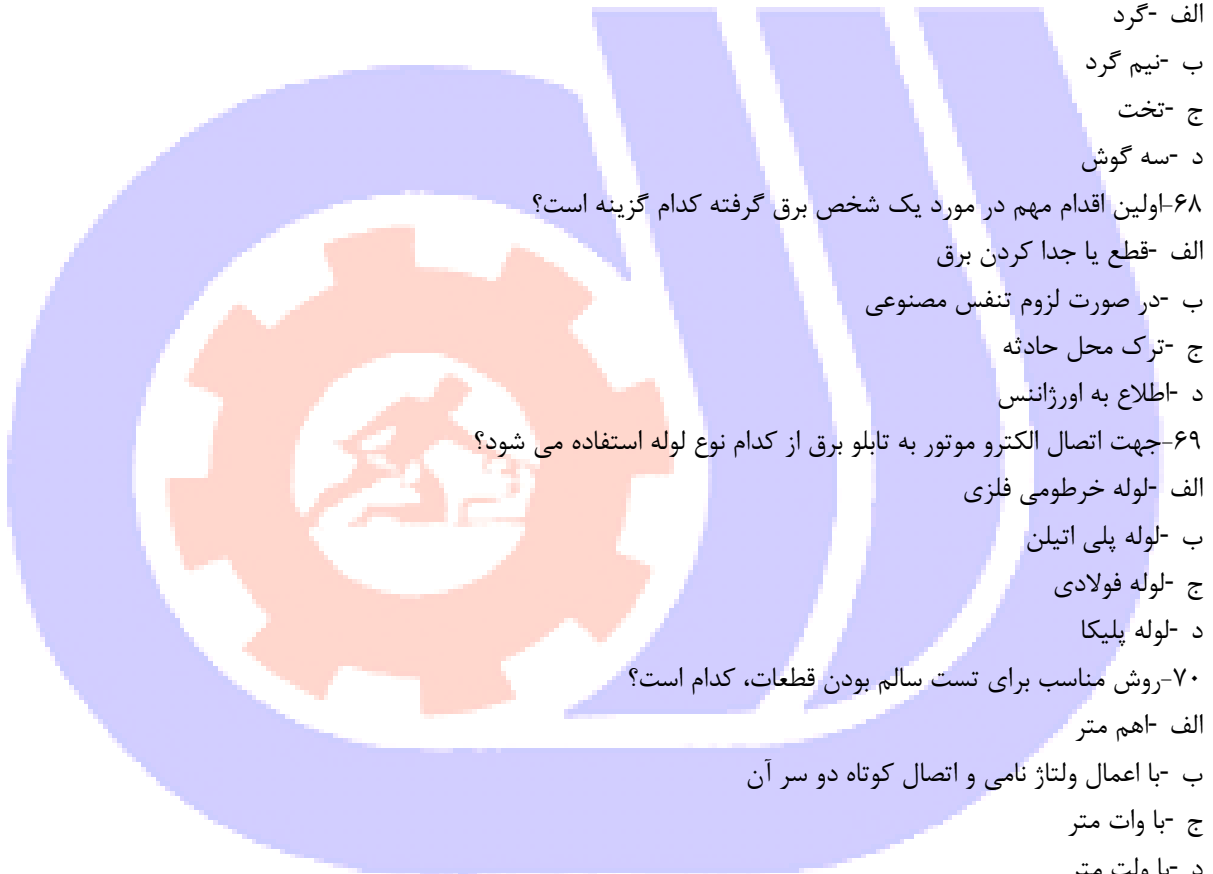 الف -گرد
ب -نیم گرد
ج -تخت
د -سه گوش
۶۸-اولین اقدام مهم در مورد یک شخص برق گرفته کدام گزینه است؟
الف -قطع یا جدا کردن برق
ب -در صورت لزوم تنفس مصنوعی
ج -ترک محل حادثه
د -اطلاع به اورژاننس
۶۹-جهت اتصال الکترو موتور به تابلو برق از کدام نوع لوله استفاده می شود؟
الف -لوله خرطومی فلزی
ب -لوله پلی اتیلن
ج -لوله فولادی
د -لوله پلیکا
۷۰-روش مناسب برای تست سالم بودن قطعات، کدام است؟
الف -اهم متر
ب -با اعمال ولتاژ نامی و اتصال کوتاه دو سر آن
ج -با وات متر
د -با ولت متر